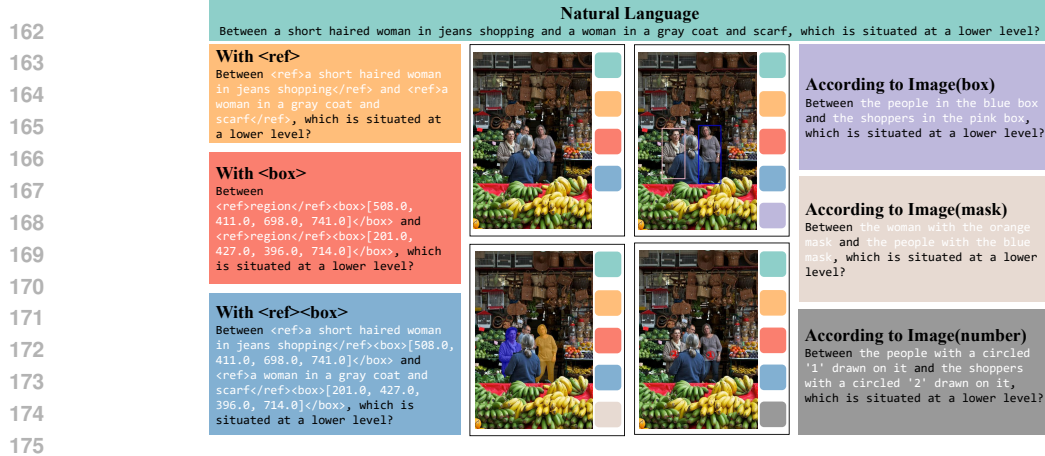 162
163
164
165
166
167
168
169
170
171
172
173
174
175
Natural Language
Between a short haired woman in jeans shopping and a woman in a gray coat and scarf, which is situated at a lower level?
With <ref>
Between <ref>a short haired woman
in jeans shopping</ref> and <ref>a
woman in a gray coat and
scarf</ref>, which is situated at
a lower level?
With <box>
Between
<ref>region</ref><box>[508.0,
411.0, 698.0, 741.0]</box> and
<ref>region</ref><box>[201.0,
427.0, 396.0, 714.0]</box>, which
is situated at a lower level?
With <ref><box>
Between <ref>a short haired woman
in jeans shopping</ref><box>[508.0,
411.0, 698.0, 741.0]</box> and
<ref>a woman in a gray coat and
scarf</ref><box>[201.0, 427.0,
396.0, 714.0]</box>, which is
situated at a lower level?
According to Image(box)
Between the people in the blue box
and the shoppers in the pink box,
which is situated at a lower level?
According to Image(mask)
Between the woman with the orange
mask and the people with the blue
mask, which is situated at a lower
level?
According to Image(number)
Between the people with a circled
'1' drawn on it and the shoppers
with a circled '2' drawn on it,
which is situated at a lower level?